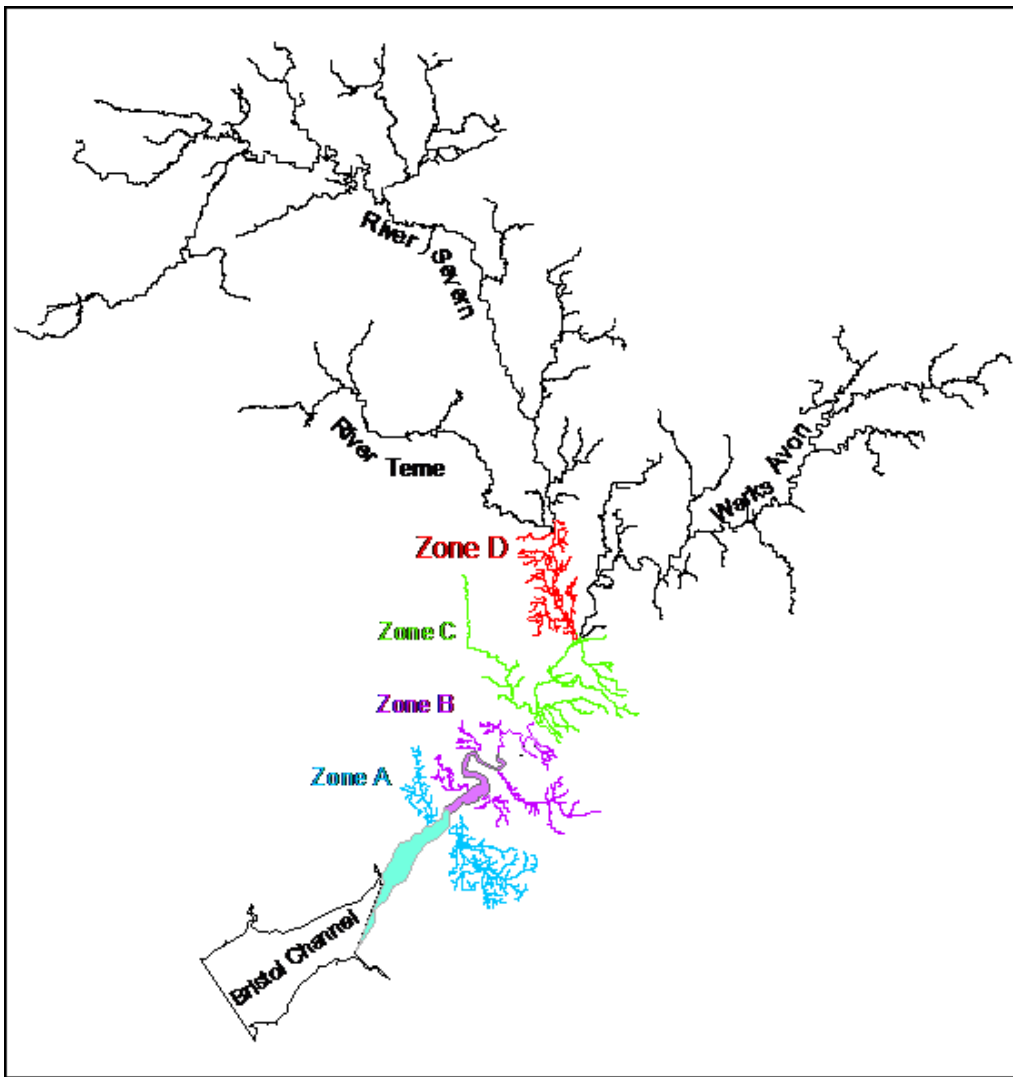 River Severn
River Teme
Warks Avon
Zone D
Zone C
Zone B
Zone A
Bristol Channel